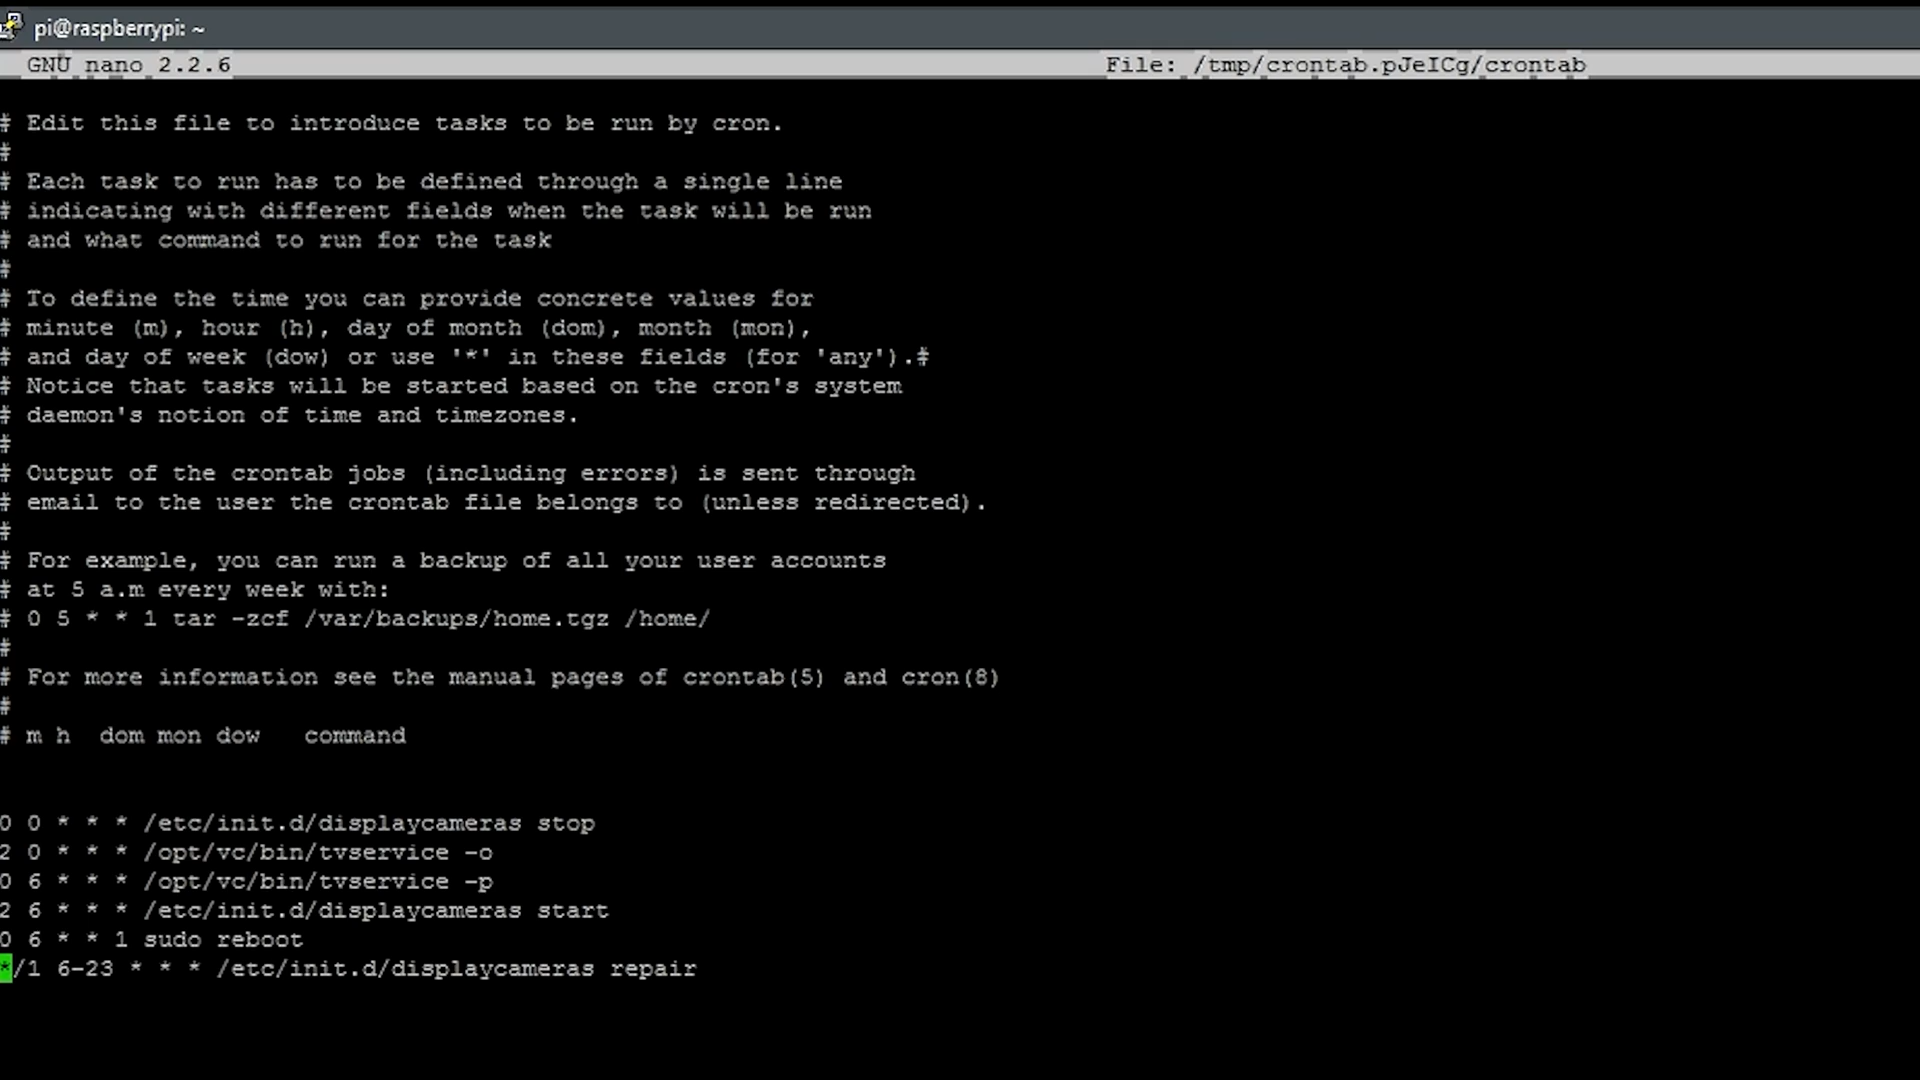 pi@raspberrypi: ~
GNU nano 2.2.6 File: /tmp/crontab.pJeICg/crontab
# Edit this file to introduce tasks to be run by cron.
#
# Each task to run has to be defined through a single line
# indicating with different fields when the task will be run
# and what command to run for the task
#
# To define the time you can provide concrete values for
# minute (m), hour (h), day of month (dom), month (mon),
# and day of week (dow) or use '*' in these fields (for 'any').#
# Notice that tasks will be started based on the cron's system
# daemon's notion of time and timezones.
#
# Output of the crontab jobs (including errors) is sent through
# email to the user the crontab file belongs to (unless redirected).
#
# For example, you can run a backup of all your user accounts
# at 5 a.m every week with:
# 0 5 * * 1 tar -zcf /var/backups/home.tgz /home/
#
# For more information see the manual pages of crontab(5) and cron(8)
#
# m h  dom mon dow   command
0 0 * * * /etc/init.d/displaycameras stop
2 0 * * * /opt/vc/bin/tvservice -o
0 6 * * * /opt/vc/bin/tvservice -p
2 6 * * * /etc/init.d/displaycameras start
0 6 * * 1 sudo reboot
*/1 6-23 * * * /etc/init.d/displaycameras repair